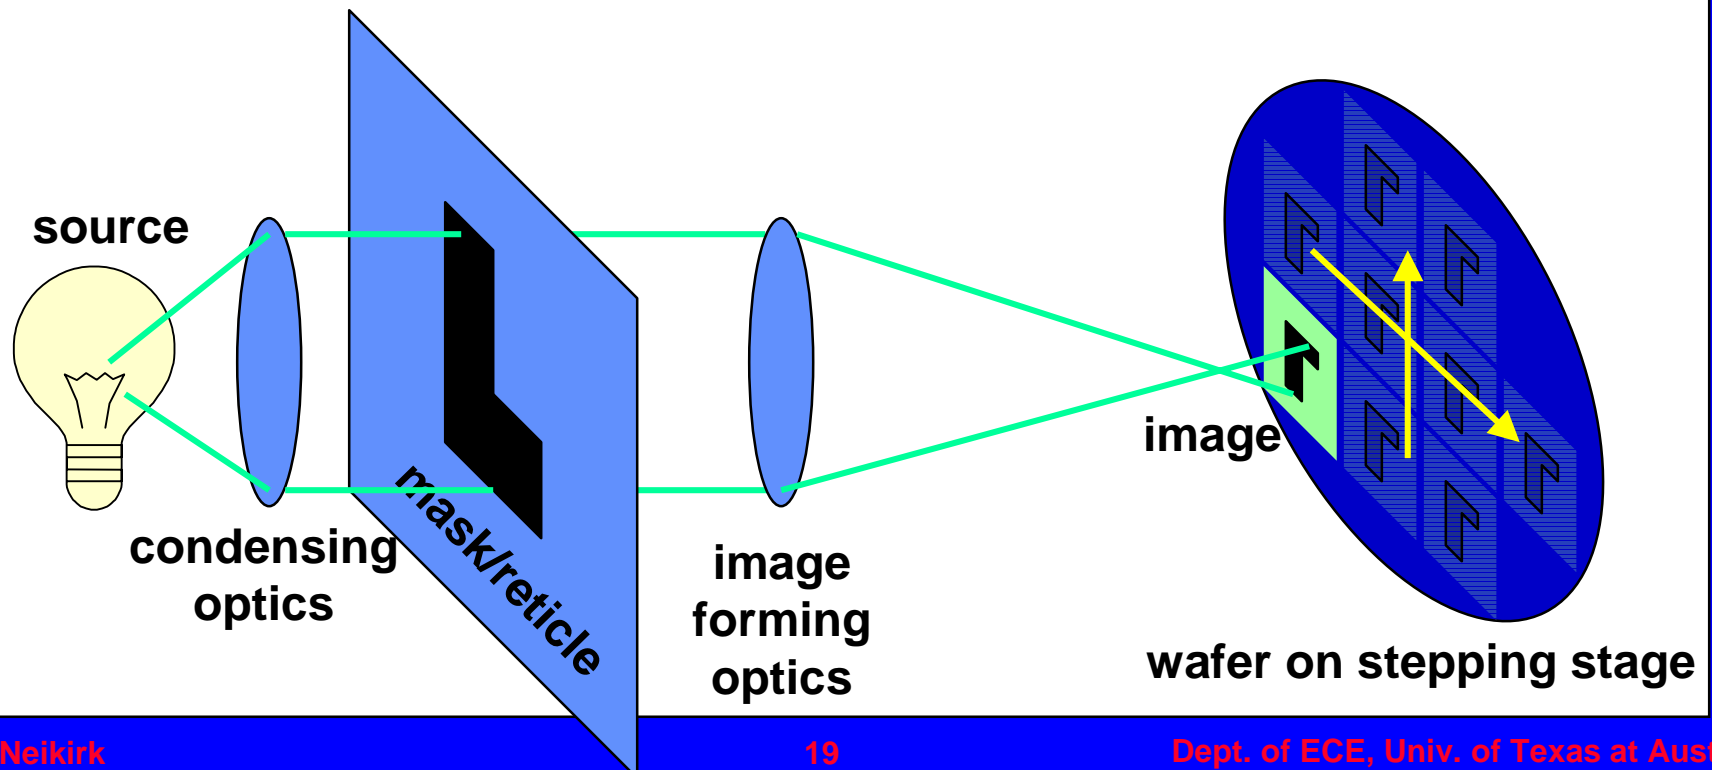 source
condensing
optics
mask/reticle
image
forming
optics
image
wafer on stepping stage
Neikirk
19
Dept. of ECE, Univ. of Texas at Aust